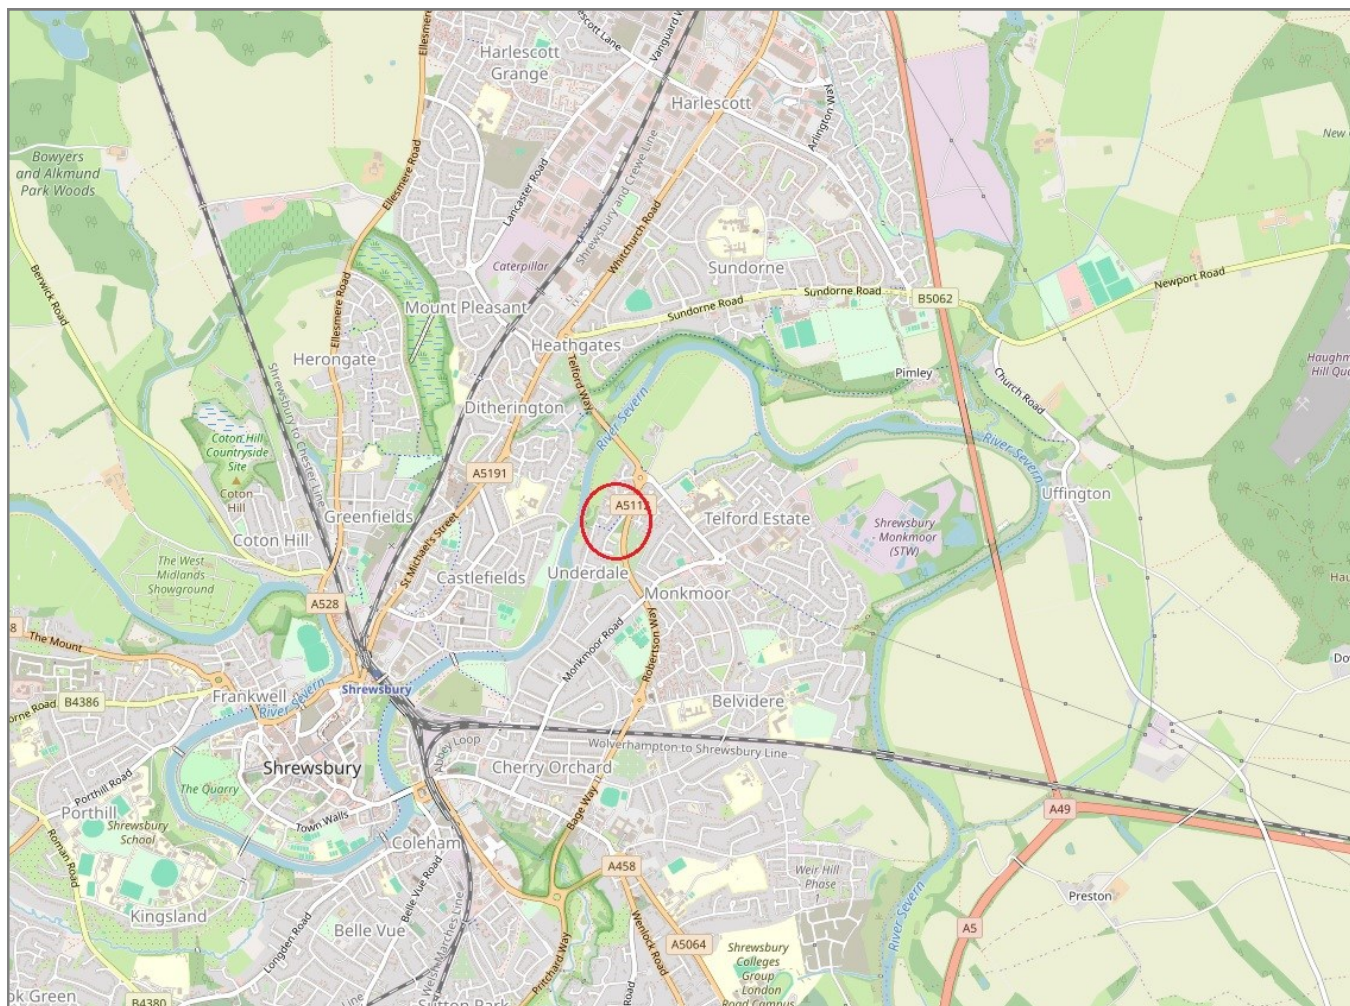 Ellesmere
Harlescott
Grange
Vanguard
Harlescott
Arlington Way
Bowyers
and Alkmund
Park Woods
Ellesmere Road
Lancaster Road
Shrewsbury and Crewe Line
Whitchurch Road
Caterpillar
Sundorne
Newport Road
Berwick Road
Ellesmere Road
Mount Pleasant
Sundorne Road
Sundorne Road
B5062
Heathgates
Herongate
Telford Way
Pimley
Church Road
Shrewsbury to Chester Line
Ditherington
River Severn
River Severn
Coton Hill
Countryside
Site
A5191
Coton
Hill
Uffington
A5112
Greenfields
Telford Estate
Shrewsbury
- Monkmoor
(STW)
Coton Hill
St Michael's Street
The West
Midlands
Showground
Castlefields
Underdale
Monkmoor
A528
The Mount
Monkmoor Road
Robertson Way
Frankwell
Shrewsbury
River Severn
B4386
Belvidere
Abbey Loop
Wolverhampton to Shrewsbury Line
Shrewsbury
Cherry Orchard
Porthill Road
The Quarry
Bage Way
A49
Porthill
Town Walls
Shrewsbury
School
Coleham
Roman Road
A458
Weir Hill
Phase
1
Belle Vue Road
River Severn
Preston
Kingsland
Belle Vue
Longden Road
Welsh Marches Line
Pritchard Way
Wenlock Road
A5064
A5
Shrewsbury
Colleges
Group
London
Road Campus
B4380
Line
Sutton Park
Road